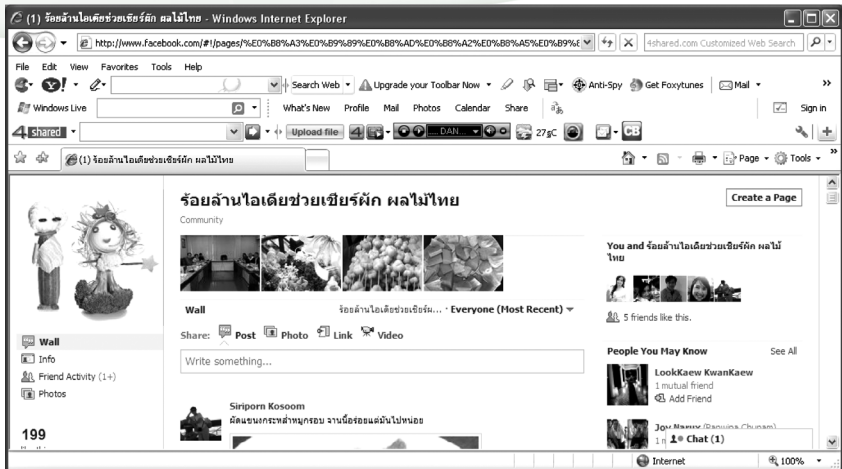 (1) ร้อยล้านไอเดียช่วยเชียร์ผัก ผลไม้ไทย - Windows Internet Explorer
http://www.facebook.com/#!/pages/%E0%B8%A3%E0%B9%89%E0%B8%AD%E0%B8%A2%E0%B8%A5%E0%B9%8
4shared.com Customized Web Search
File Edit View Favorites Tools Help
Search Web Upgrade your Toolbar Now Anti-Spy Get Foxytunes Mail
Windows Live What's New Profile Mail Photos Calendar Share Sign in
4 shared Upload file .... DAN... 27 C CB
(1) ร้อยล้านไอเดียช่วยเชียร์ผัก ผลไม้ไทย Page Tools
ร้อยล้านไอเดียช่วยเชียร์ผัก ผลไม้ไทย
Create a Page
Community
You and ร้อยล้านไอเดียช่วยเชียร์ผัก ผลไม้
ไทย
5 friends like this.
Wall ร้อยล้านไอเดียช่วยเชียร์ผ... · Everyone (Most Recent)
Share: Post Photo Link Video
Write something...
Wall
Info
Friend Activity (1+)
Photos
199
People You May Know See All
LookKaew KwanKaew
1 mutual friend
Add Friend
Siriporn Kosoom
ผัดแขนงกระหล่ำหมูกรอบ จานนี้อร่อยแต่มันไปหน่อย
Chat (1)
Internet 100%